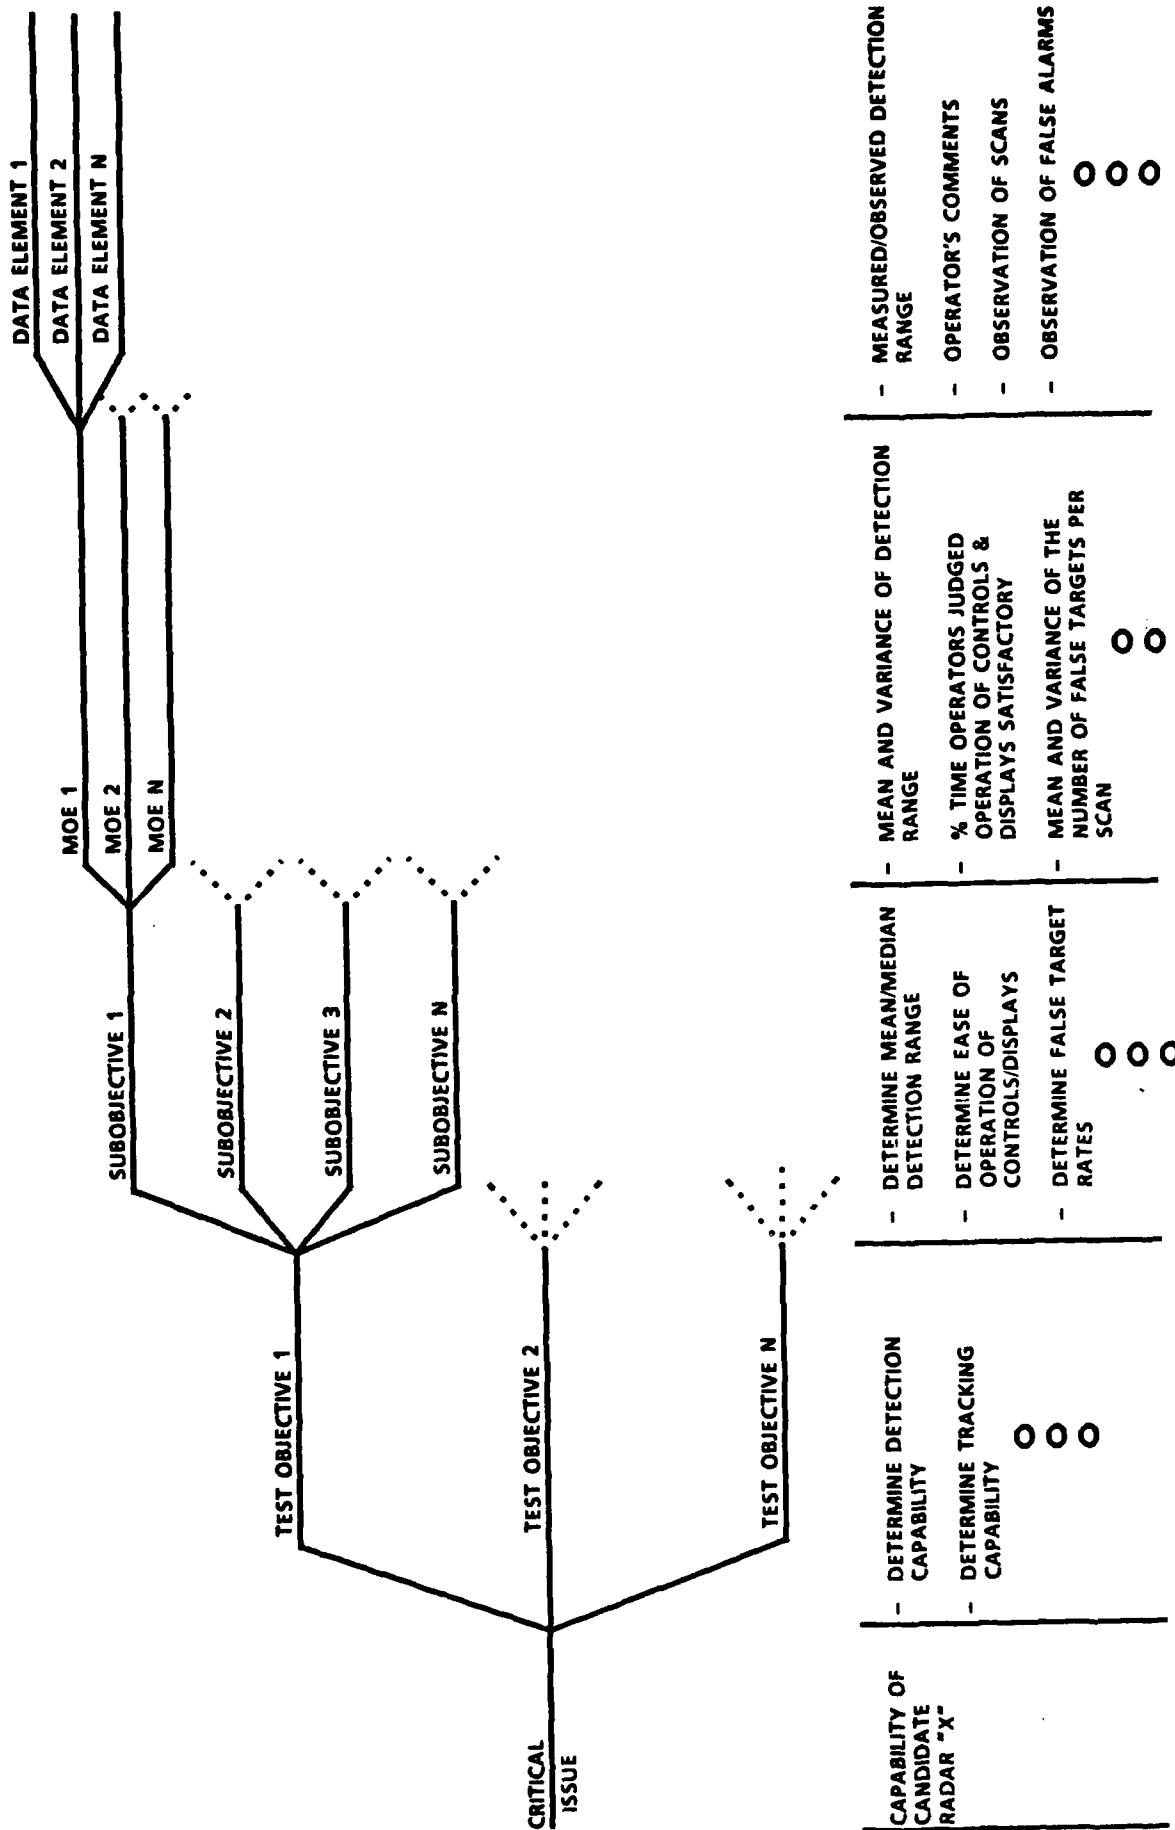 DATA ELEMENT 1
DATA ELEMENT 2
DATA ELEMENT N
MOE 1
MOE 2
MOE N
SUBOBJECTIVE 1
SUBOBJECTIVE 2
SUBOBJECTIVE 3
SUBOBJECTIVE N
TEST OBJECTIVE 1
TEST OBJECTIVE 2
TEST OBJECTIVE N
CRITICAL
ISSUE
CAPABILITY OF
CANDIDATE
RADAR "X"
- DETERMINE DETECTION
CAPABILITY
- DETERMINE TRACKING
CAPABILITY
O O O
- DETERMINE MEAN/MEDIAN
DETECTION RANGE
- DETERMINE EASE OF
OPERATION OF
CONTROLS/DISPLAYS
- DETERMINE FALSE TARGET
RATES
O O O
- MEAN AND VARIANCE OF DETECTION
RANGE
- % TIME OPERATORS JUDGED
OPERATION OF CONTROLS &
DISPLAYS SATISFACTORY
- MEAN AND VARIANCE OF THE
NUMBER OF FALSE TARGETS PER
SCAN
O O
- MEASURED/OBSERVED DETECTION
RANGE
- OPERATOR'S COMMENTS
- OBSERVATION OF SCANS
- OBSERVATION OF FALSE ALARMS
O O O